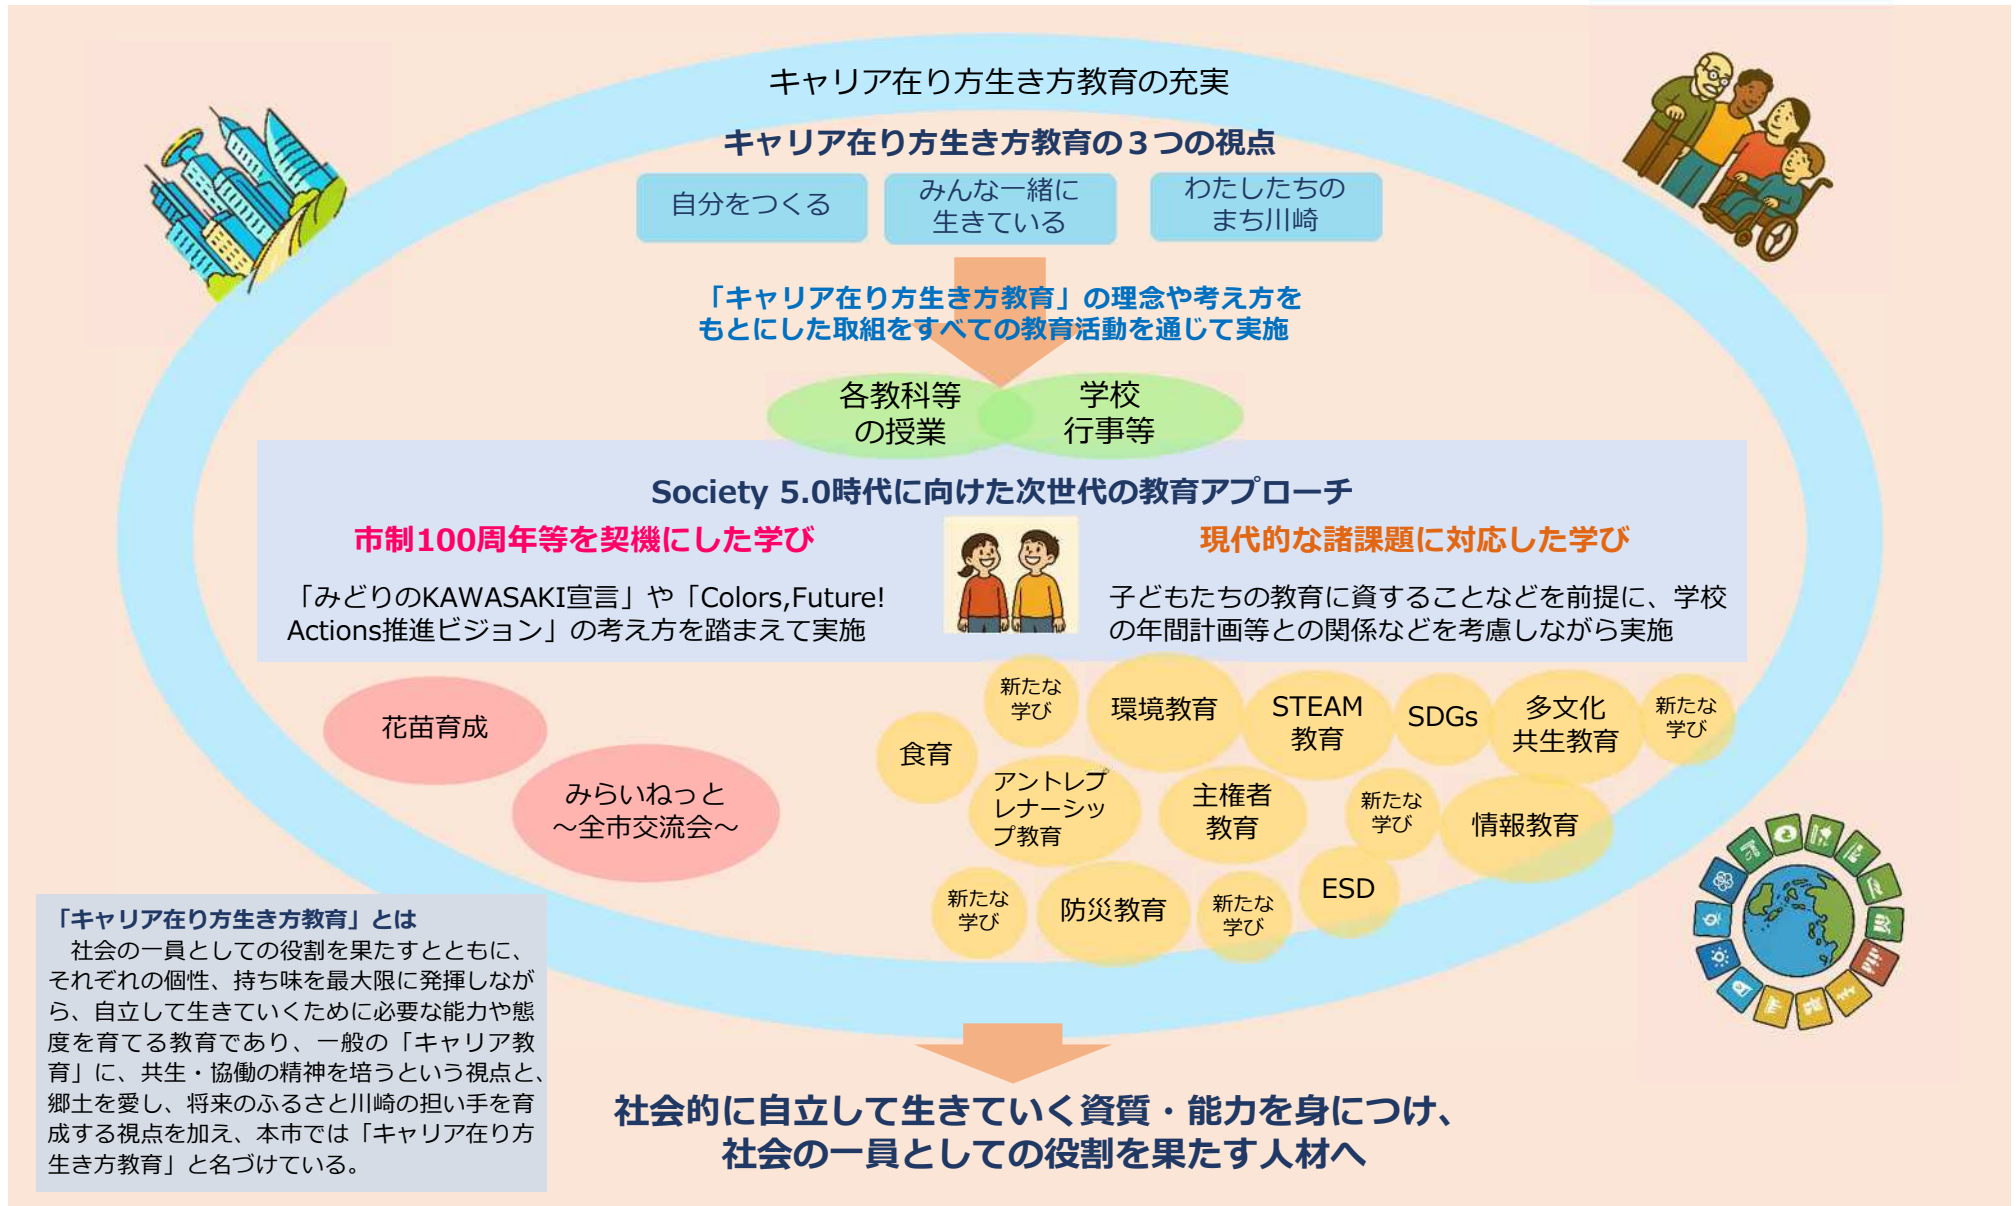 キャリア在り方生き方教育の充実
キャリア在り方生き方教育の３つの視点
自分をつくる
みんな一緒に
生きている
わたしたちの
まち川崎
「キャリア在り方生き方教育」の理念や考え方を
もとにした取組をすべての教育活動を通じて実施
各教科等
の授業
学校
行事等
Society 5.0時代に向けた次世代の教育アプローチ
市制100周年等を契機にした学び
「みどりのKAWASAKI宣言」や「Colors,Future!
Actions推進ビジョン」の考え方を踏まえて実施
現代的な諸課題に対応した学び
子どもたちの教育に資することなどを前提に、学校
の年間計画等との関係などを考慮しながら実施
花苗育成
みらいねっと
～全市交流会～
新たな
学び
環境教育
STEAM
教育
SDGs
多文化
共生教育
新たな
学び
食育
アントレプ
レナーシッ
プ教育
主権者
教育
新たな
学び
情報教育
新たな
学び
防災教育
新たな
学び
ESD
「キャリア在り方生き方教育」とは
　社会の一員としての役割を果たすとともに、
それぞれの個性、持ち味を最大限に発揮しなが
ら、自立して生きていくために必要な能力や態
度を育てる教育であり、一般の「キャリア教
育」に、共生・協働の精神を培うという視点と、
郷土を愛し、将来のふるさと川崎の担い手を育
成する視点を加え、本市では「キャリア在り方
生き方教育」と名づけている。
社会的に自立して生きていく資質・能力を身につけ、
社会の一員としての役割を果たす人材へ